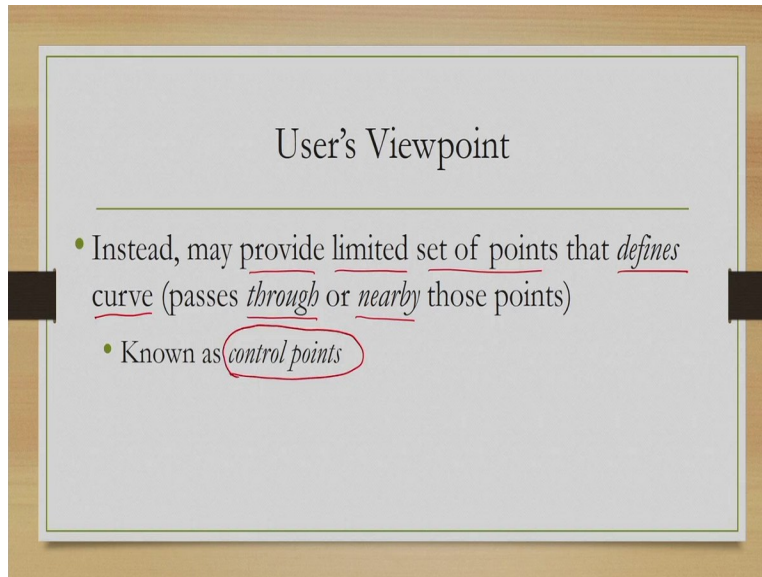 User's Viewpoint
• Instead, may provide limited set of points that defines
curve (passes through or nearby those points)
• Known as control points